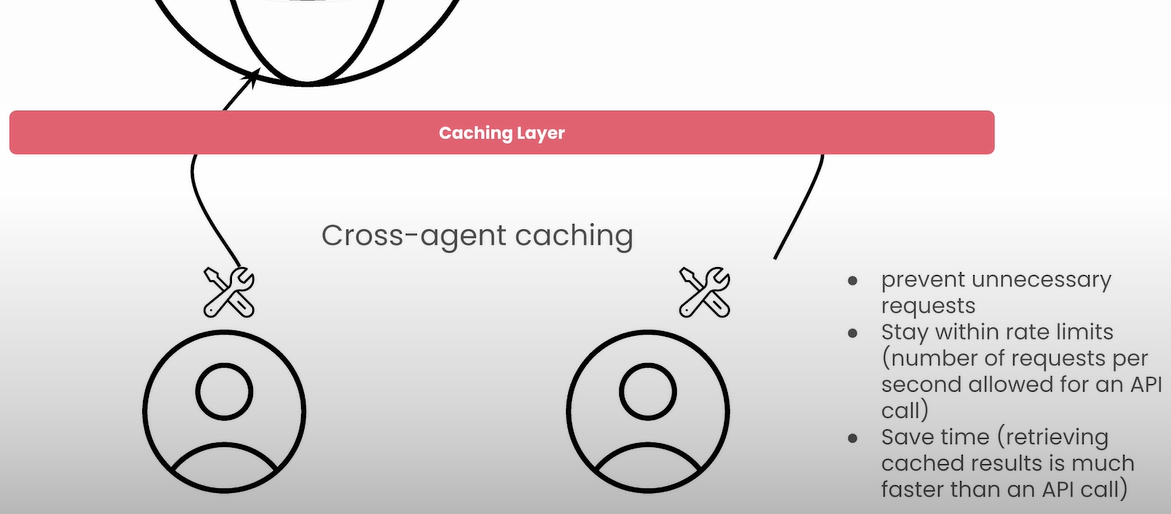 Caching Layer
Cross-agent caching
● prevent unnecessary
requests
● Stay within rate limits
(number of requests per
second allowed for an API
call)
● Save time (retrieving
cached results is much
faster than an API call)